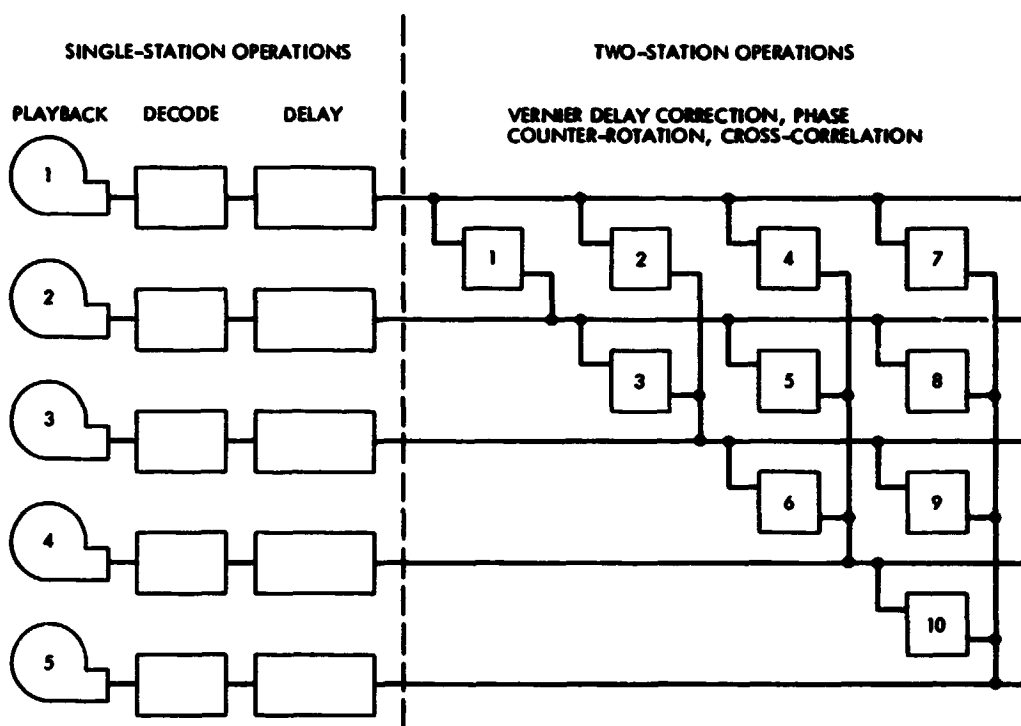 SINGLE-STATION OPERATIONS
TWO-STATION OPERATIONS
PLAYBACK DECODE DELAY
VERNIER DELAY CORRECTION, PHASE
COUNTER-ROTATION, CROSS-CORRELATION
1
1 2 4 7
2
3 5 8
3
6 9
4
10
5